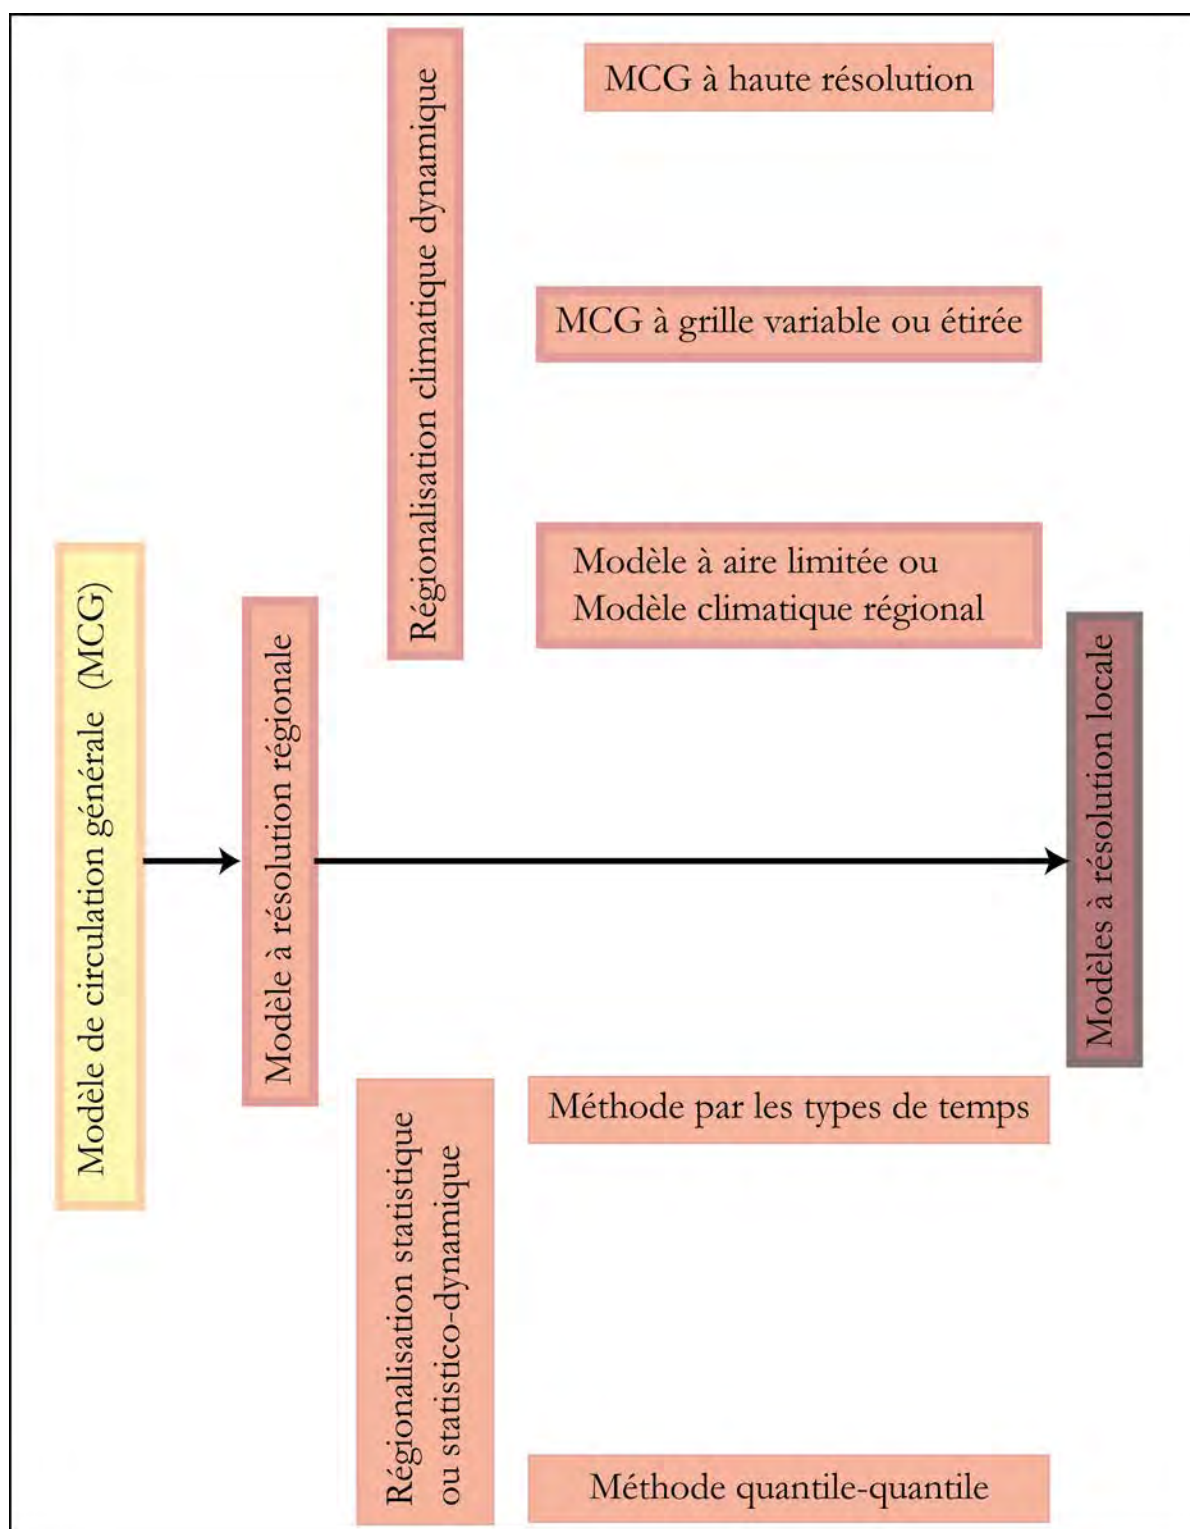 Modèle de circulation générale (MCG)
Modèle à résolution régionale
Régionalisation climatique dynamique
MCG à haute résolution
MCG à grille variable ou étirée
Modèle à aire limitée ou
Modèle climatique régional
Régionalisation statistique
ou statistico-dynamique
Méthode par les types de temps
Méthode quantile-quantile
Modèles à résolution locale